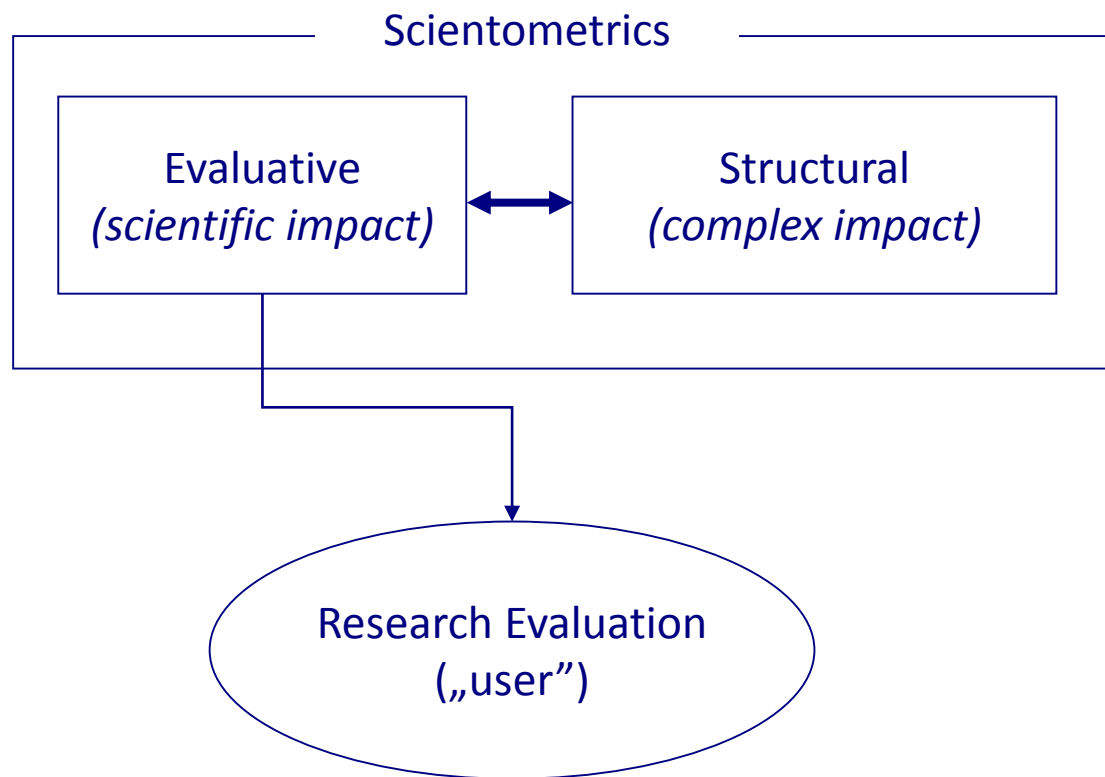 Scientometrics
Evaluative
(scientific impact)
Structural
(complex impact)
Research Evaluation
(„user”)